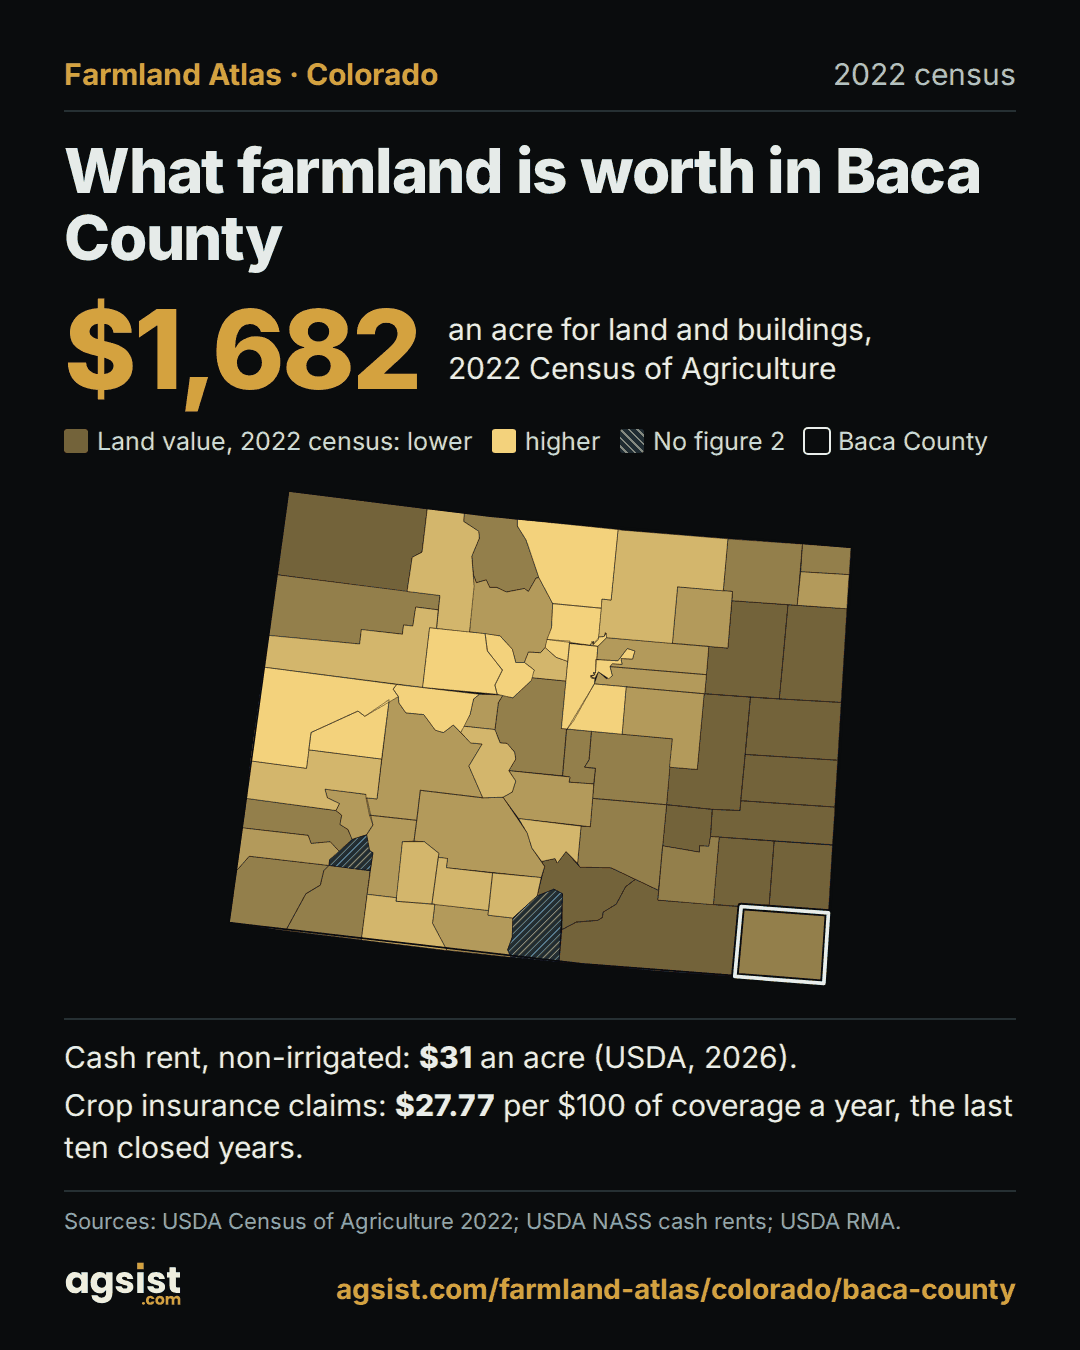 Farmland Atlas · Colorado
2022 census
What farmland is worth in Baca
County
$1,682
an acre for land and buildings,
2022 Census of Agriculture
Land value, 2022 census: lower
higher
No figure 2
Baca County
Cash rent, non-irrigated: $31 an acre (USDA, 2026).
Crop insurance claims: $27.77 per $100 of coverage a year, the last
ten closed years.
Sources: USDA Census of Agriculture 2022; USDA NASS cash rents; USDA RMA.
agsist
.com
agsist.com/farmland-atlas/colorado/baca-county